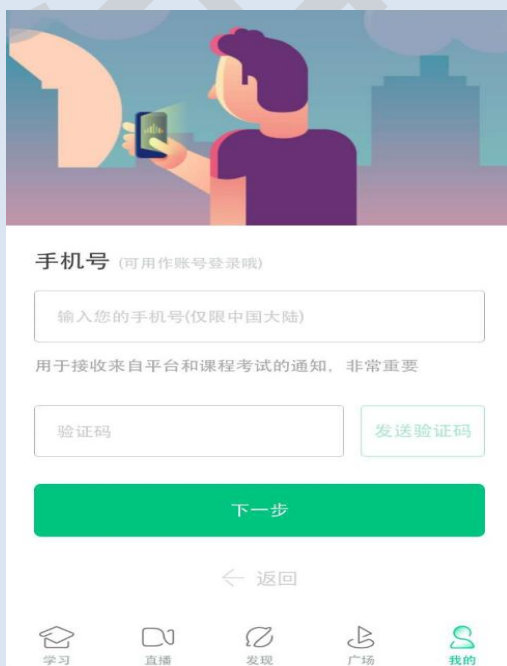 手机号 (可用作账号登录哦)
输入您的手机号(仅限中国大陆)
用于接收来自平台和课程考试的通知，非常重要
验证码 发送验证码
下一步
← 返回
学习 直播 发现 广场 我的